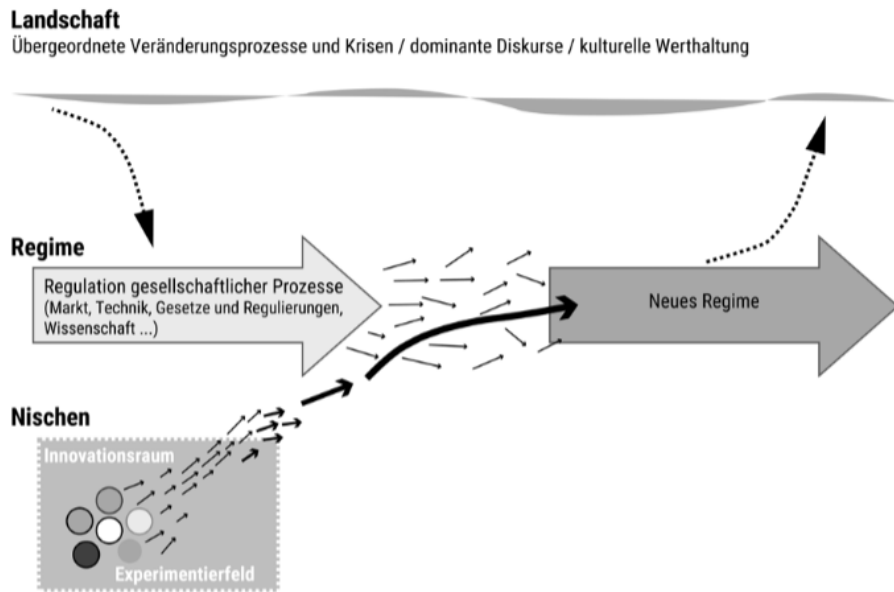 Landschaft
Übergeordnete Veränderungsprozesse und Krisen / dominante Diskurse / kulturelle Werthaltung
Regime
Regulation gesellschaftlicher Prozesse
(Markt, Technik, Gesetze und Regulierungen,
Wissenschaft ...)
Neues Regime
Nischen
Innovationsraum
Experimentierfeld